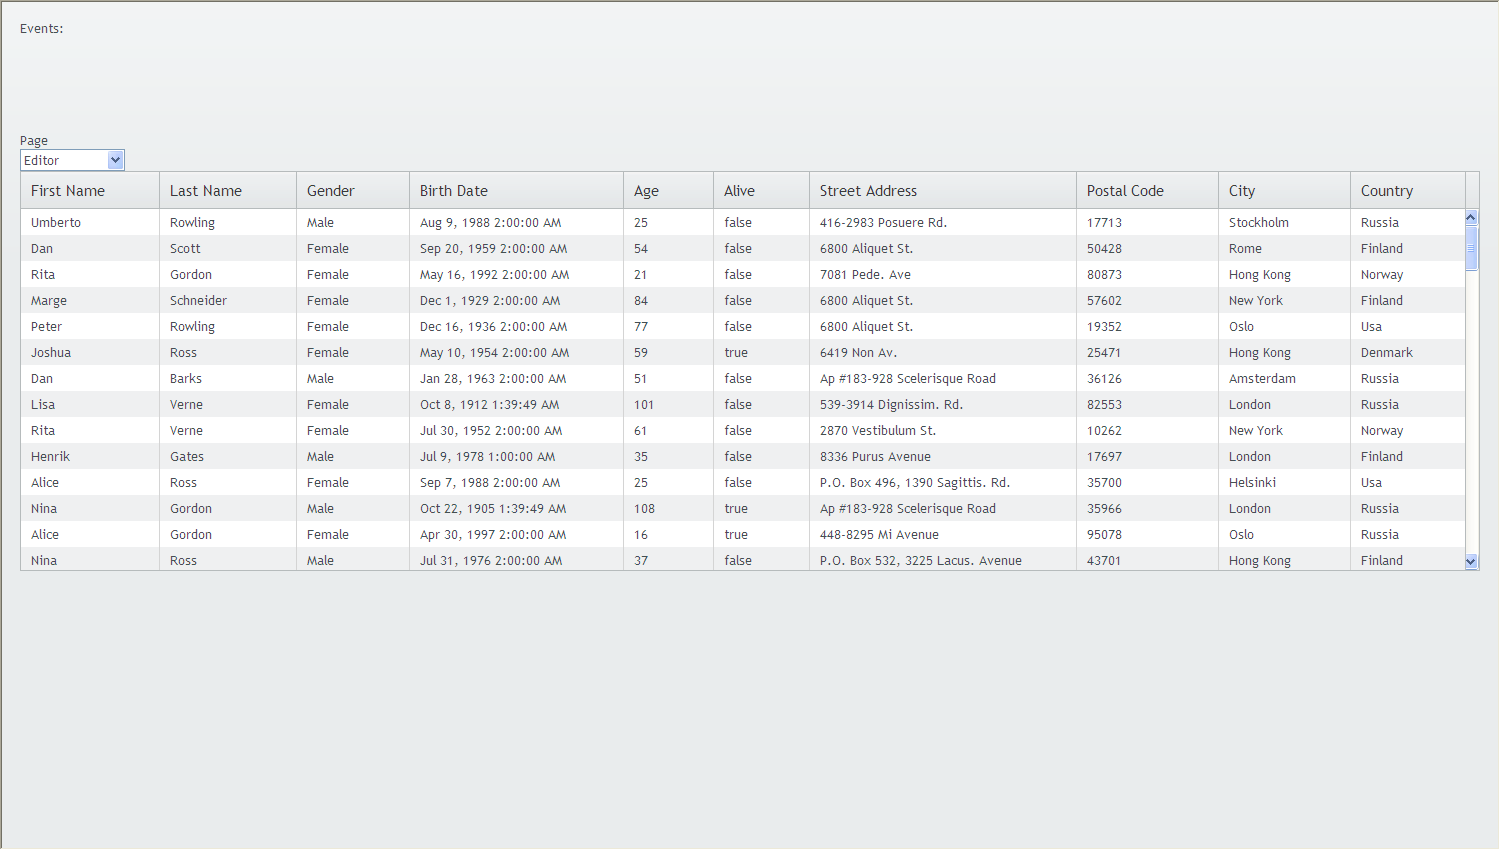 Events:
Page
Editor
First Name Last Name Gender Birth Date Age Alive Street Address Postal Code City Country
Umberto Rowling Male Aug 9, 1988 2:00:00 AM 25 false 416-2983 Posuere Rd. 17713 Stockholm Russia
Dan Scott Female Sep 20, 1959 2:00:00 AM 54 false 6800 Aliquet St. 50428 Rome Finland
Rita Gordon Female May 16, 1992 2:00:00 AM 21 false 7081 Pede. Ave 80873 Hong Kong Norway
Marge Schneider Female Dec 1, 1929 2:00:00 AM 84 false 6800 Aliquet St. 57602 New York Finland
Peter Rowling Female Dec 16, 1936 2:00:00 AM 77 false 6800 Aliquet St. 19352 Oslo Usa
Joshua Ross Female May 10, 1954 2:00:00 AM 59 true 6419 Non Av. 25471 Hong Kong Denmark
Dan Barks Male Jan 28, 1963 2:00:00 AM 51 false Ap #183-928 Scelerisque Road 36126 Amsterdam Russia
Lisa Verne Female Oct 8, 1912 1:39:49 AM 101 false 539-3914 Dignissim. Rd. 82553 London Russia
Rita Verne Female Jul 30, 1952 2:00:00 AM 61 false 2870 Vestibulum St. 10262 New York Norway
Henrik Gates Male Jul 9, 1978 1:00:00 AM 35 false 8336 Purus Avenue 17697 London Finland
Alice Ross Female Sep 7, 1988 2:00:00 AM 25 false P.O. Box 496, 1390 Sagittis. Rd. 35700 Helsinki Usa
Nina Gordon Male Oct 22, 1905 1:39:49 AM 108 true Ap #183-928 Scelerisque Road 35966 London Russia
Alice Gordon Female Apr 30, 1997 2:00:00 AM 16 true 448-8295 Mi Avenue 95078 Oslo Russia
Nina Ross Male Jul 31, 1976 2:00:00 AM 37 false P.O. Box 532, 3225 Lacus. Avenue 43701 Hong Kong Finland